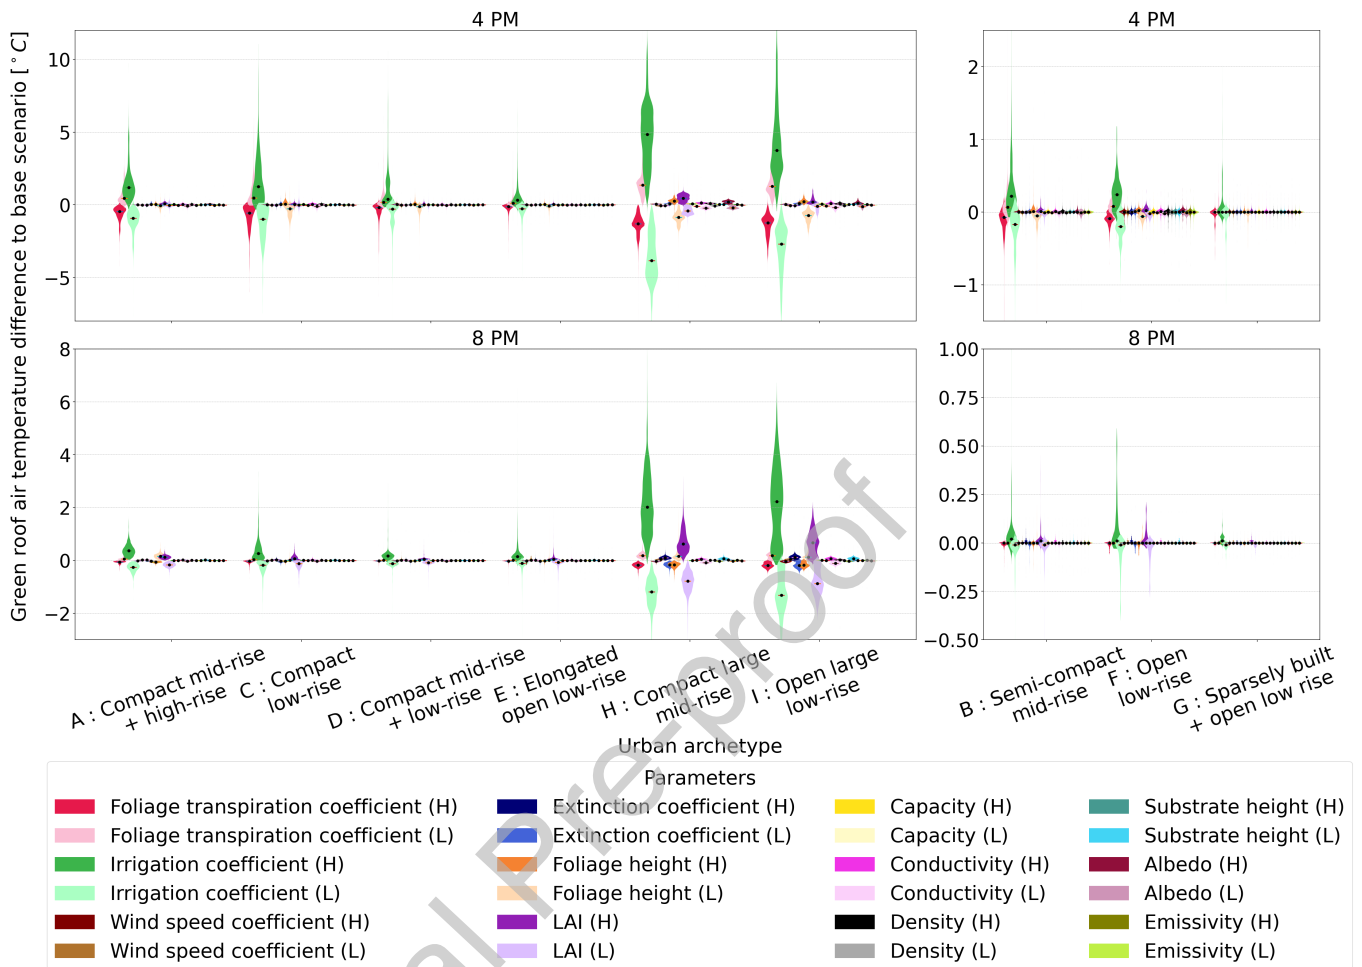 4 PM
4 PM
Green roof air temperature difference to base scenario [°C]
10
5
0
−5
2
1
0
−1
8 PM
8 PM
8
6
4
2
0
−2
1.00
0.75
0.50
0.25
0.00
−0.25
−0.50
A : Compact mid-rise
+ high-rise
C : Compact
low-rise
D : Compact mid-rise
+ low-rise
E : Elongated
open low-rise
H : Compact large
mid-rise
I : Open large
low-rise
B : Semi-compact
mid-rise
F : Open
low-rise
G : Sparsely built
+ open low rise
Urban archetype
Parameters
Foliage transpiration coefficient (H)
Foliage transpiration coefficient (L)
Irrigation coefficient (H)
Irrigation coefficient (L)
Wind speed coefficient (H)
Wind speed coefficient (L)
Extinction coefficient (H)
Extinction coefficient (L)
Foliage height (H)
Foliage height (L)
LAI (H)
LAI (L)
Capacity (H)
Capacity (L)
Conductivity (H)
Conductivity (L)
Density (H)
Density (L)
Substrate height (H)
Substrate height (L)
Albedo (H)
Albedo (L)
Emissivity (H)
Emissivity (L)
al Pre-proof